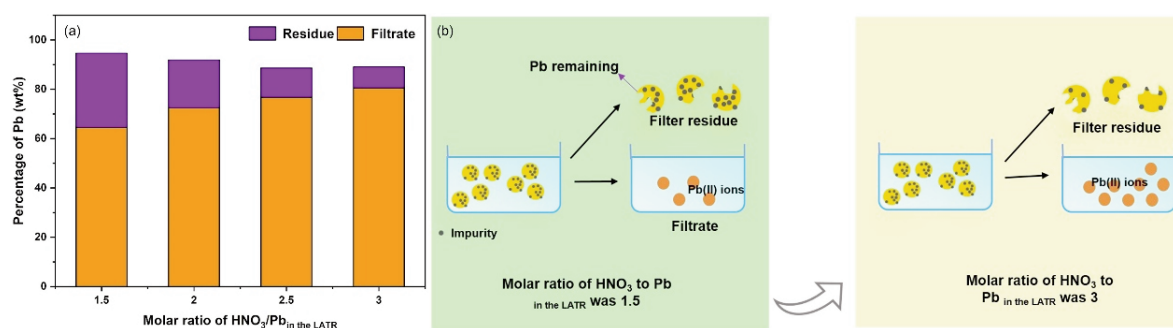 (a)
Residue
Filtrate
100
80
60
40
20
0
Percentage of Pb (wt%)
1.5
2
2.5
3
Molar ratio of HNO₃/Pb in the LATR
(b)
Pb remaining
Filter residue
Pb(II) ions
Filtrate
Impurity
Molar ratio of HNO₃ to Pb
in the LATR was 1.5
Filter residue
Pb(II) ions
Molar ratio of HNO₃ to
Pb in the LATR was 3